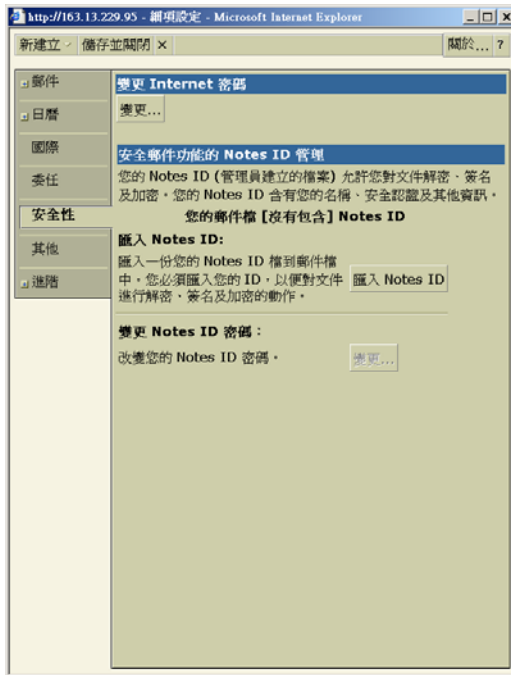 http://163.13.229.95 - 細項設定 - Microsoft Internet Explorer
新建立 儲存並關閉 × 關於... ?
郵件
日曆
國際
委任
安全性
其他
進階
變更 Internet 密碼
變更...
安全郵件功能的 Notes ID 管理
您的 Notes ID (管理員建立的檔案) 允許您對文件解密、簽名
及加密。您的 Notes ID 含有您的名稱、安全認證及其他資訊。
您的郵件檔 [沒有包含] Notes ID
匯入 Notes ID:
匯入一份您的 Notes ID 檔到郵件檔
中。您必須匯入您的 ID，以便對文件
進行解密、簽名及加密的動作。
匯入 Notes ID
變更 Notes ID 密碼：
改變您的 Notes ID 密碼。
變更...